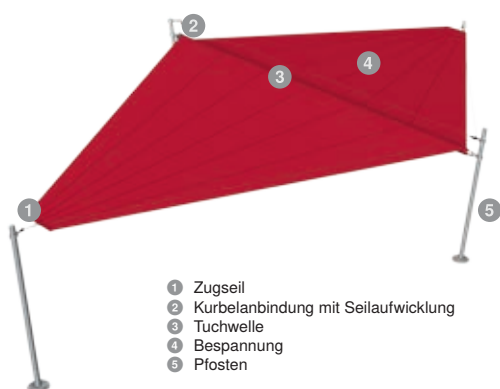 2
3
4
1
5
1 Zugseil
2 Kurbelanbindung mit Seilaufwicklung
3 Tuchwelle
4 Bespannung
5 Pfosten